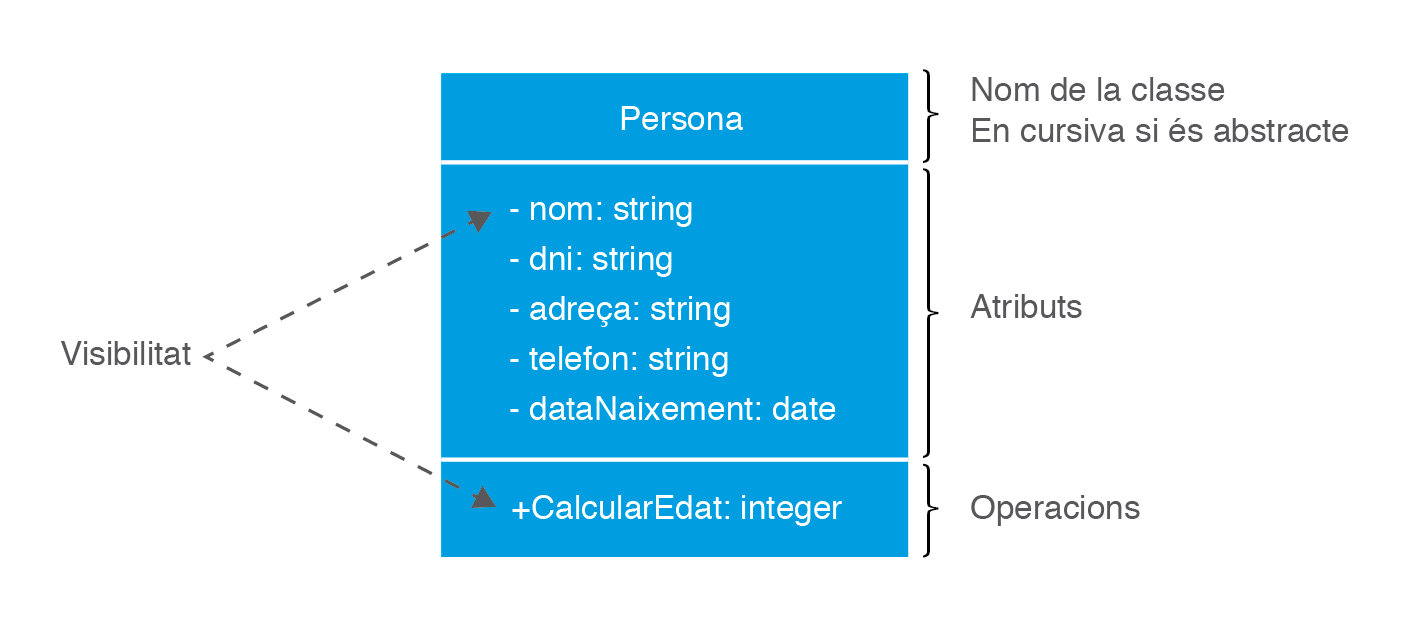 Persona
Nom de la classe
En cursiva si és abstracte
- nom: string
- dni: string
- adreça: string
- telefon: string
- dataNaixement: date
Atributs
Visibilitat
+CalcularEdat: integer
Operacions